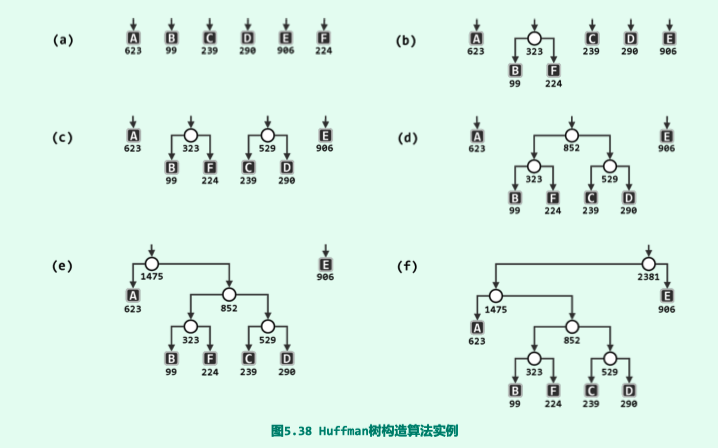 (a) A B C D E F
623 99 239 290 906 224
(b) A 323 C D E
623 239 290 906
B F
99 224
(c) A 323 529 E
623 906
B F C D
99 224 239 290
(d) A 852 E
623 906
323 529
B F C D
99 224 239 290
(e) 1475 E
906
A 852
623
323 529
B F C D
99 224 239 290
(f) 2381
1475 E
906
A 852
623
323 529
B F C D
99 224 239 290
图5.38 Huffman树构造算法实例